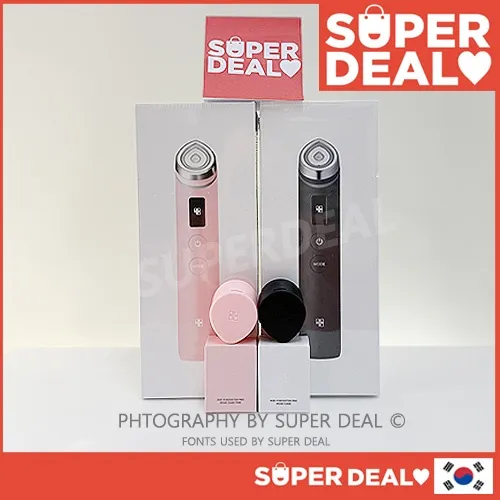 SUPER
DEAL
SUPER
DEAL
MODE
SUPERDEAL
PHTOGRAPHY BY SUPER DEAL ©
FONTS USED BY SUPER DEAL
SUPER DEAL